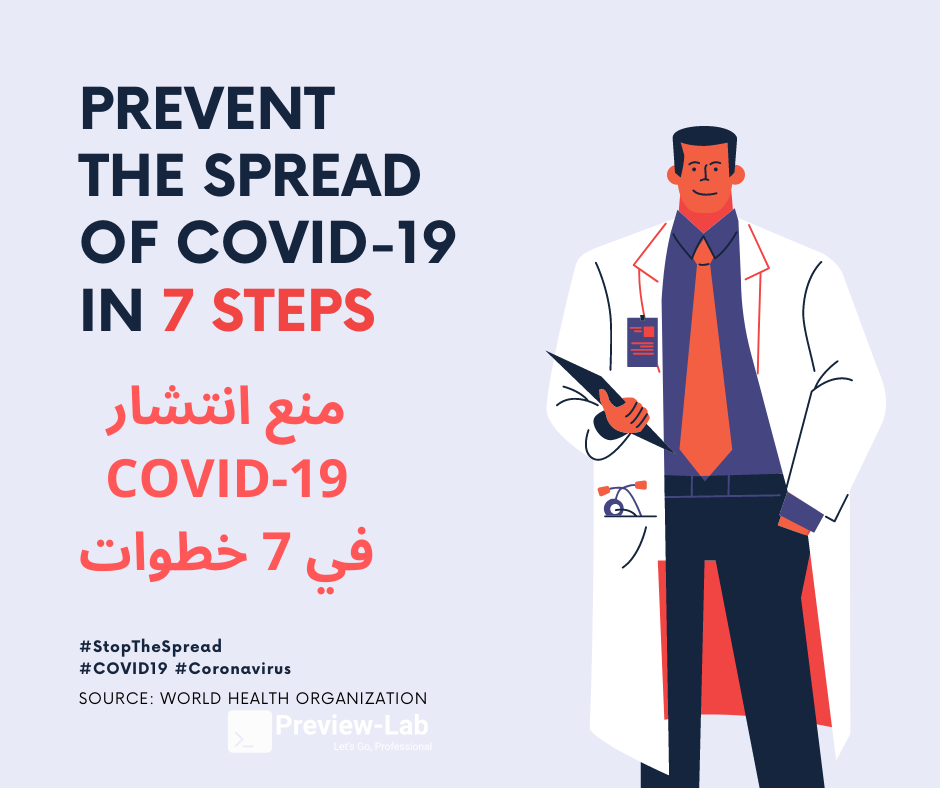 PREVENT
THE SPREAD
OF COVID-19
IN 7 STEPS
منع انتشار
COVID-19
في 7 خطوات
#StopTheSpread
#COVID19 #Coronavirus
SOURCE: WORLD HEALTH ORGANIZATION
Preview-Lab
Let's Go, Professional